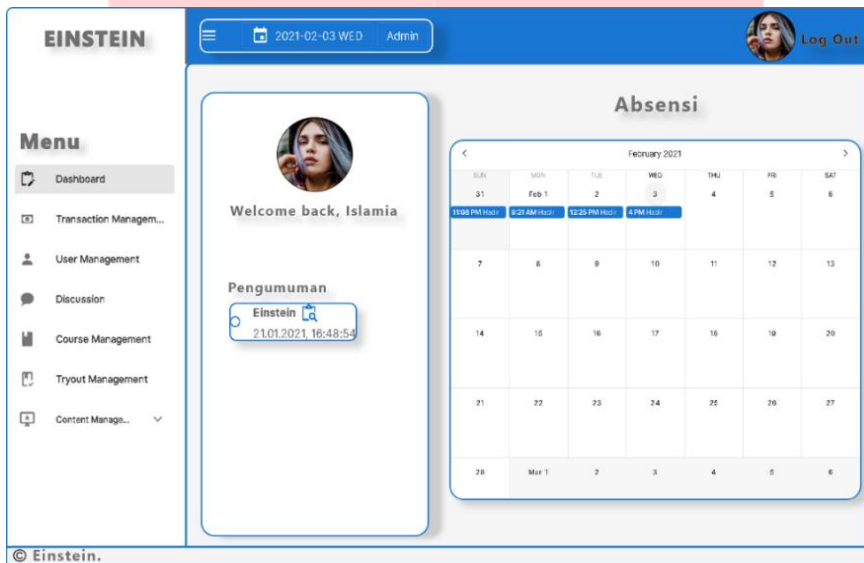 EINSTEIN
2021-02-03 WED Admin
Log Out
Menu
Dashboard
Transaction Managem...
User Management
Discussion
Course Management
Tryout Management
Content Manage...
Welcome back, Islamia
Pengumuman
Einstein
21.01.2021, 16:48:54
Absensi
February 2021
SUN MON TUE WED THU FRI SAT
31 Feb 1 2 3 4 5 6
11:08 PM Hadir 9:21 AM Hadir 12:25 PM Hadir 4 PM Hadir
7 8 9 10 11 12 13
14 15 16 17 18 19 20
21 22 23 24 25 26 27
28 Mar 1 2 3 4 5 6
© Einstein.